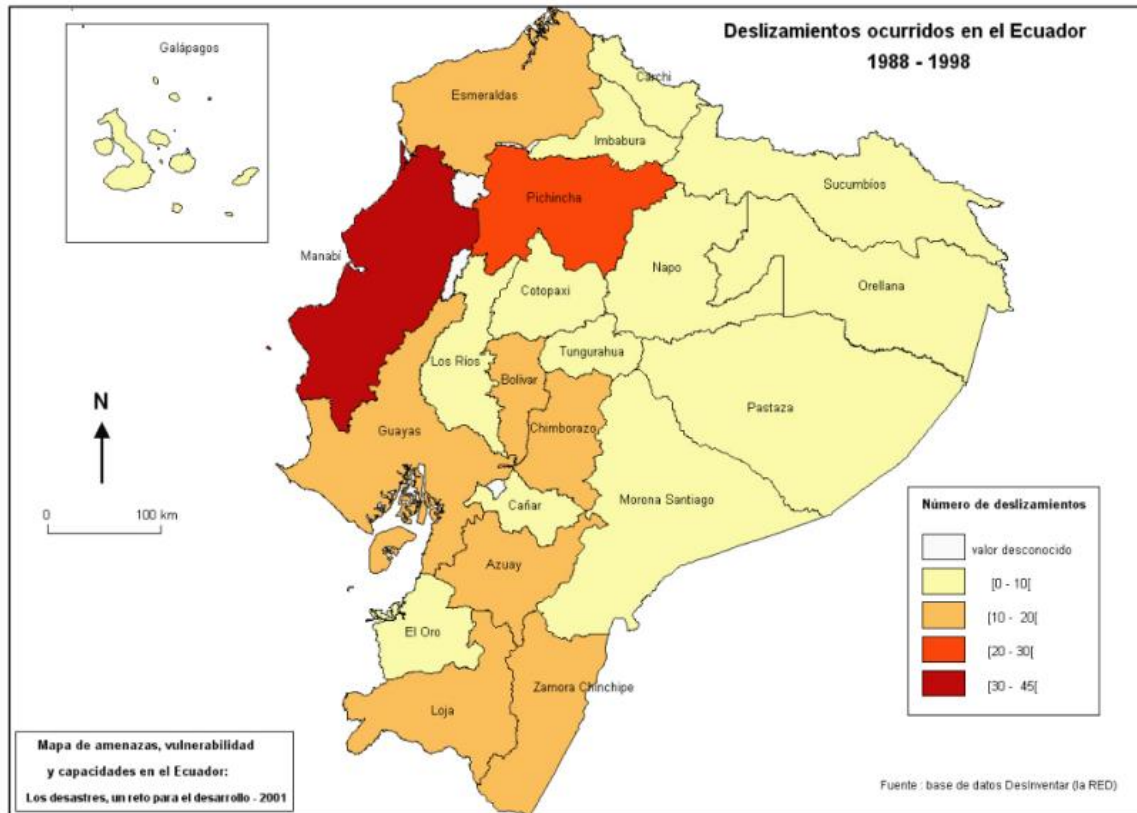 Deslizamientos ocurridos en el Ecuador
1988 - 1998
Galápagos
Carchi
Esmeraldas
Imbabura
Sucumbíos
Pichincha
Manabí
Napo
Orellana
Cotopaxi
Los Ríos
Tungurahua
Bolívar
Pastaza
Chimborazo
Guayas
N
Morona Santiago
Cañar
0 100 km
Azuay
El Oro
Zamora Chinchipe
Loja
Número de deslizamientos
valor desconocido
[0 - 10[
[10 - 20[
[20 - 30[
[30 - 45[
Mapa de amenazas, vulnerabilidad
y capacidades en el Ecuador:
Los desastres, un reto para el desarrollo - 2001
Fuente : base de datos DesInventar (la RED)